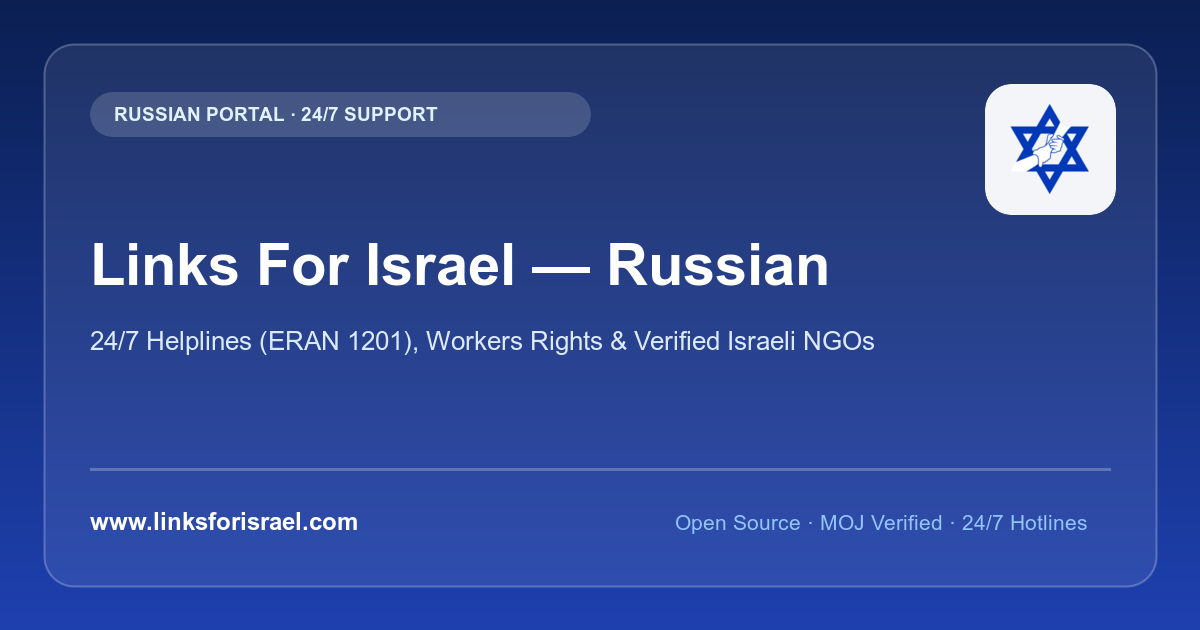 RUSSIAN PORTAL · 24/7 SUPPORT
Links For Israel — Russian
24/7 Helplines (ERAN 1201), Workers Rights & Verified Israeli NGOs
www.linksforisrael.com
Open Source · MOJ Verified · 24/7 Hotlines